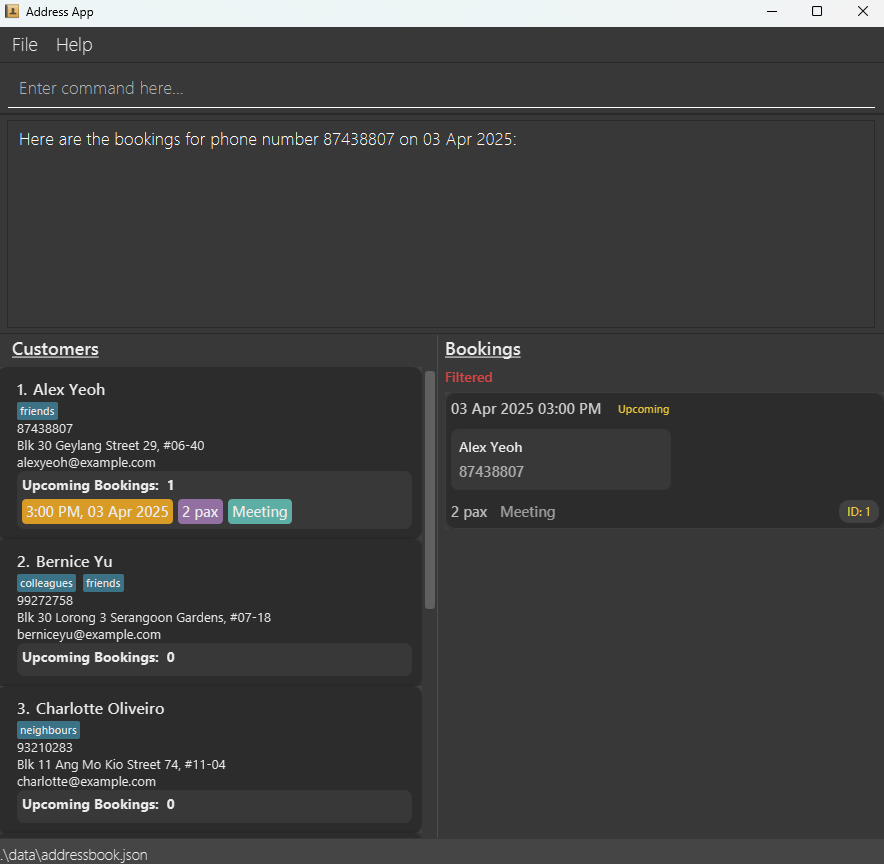 Address App
File Help
Enter command here...
Here are the bookings for phone number 87438807 on 03 Apr 2025:
Customers
1. Alex Yeoh
friends
87438807
Blk 30 Geylang Street 29, #06-40
alexyeoh@example.com
Upcoming Bookings: 1
3:00 PM, 03 Apr 2025 2 pax Meeting
2. Bernice Yu
colleagues friends
99272758
Blk 30 Lorong 3 Serangoon Gardens, #07-18
berniceyu@example.com
Upcoming Bookings: 0
3. Charlotte Oliveiro
neighbours
93210283
Blk 11 Ang Mo Kio Street 74, #11-04
charlotte@example.com
Upcoming Bookings: 0
Bookings
Filtered
03 Apr 2025 03:00 PM Upcoming
Alex Yeoh
87438807
2 pax Meeting ID: 1
.\data\addressbook.json